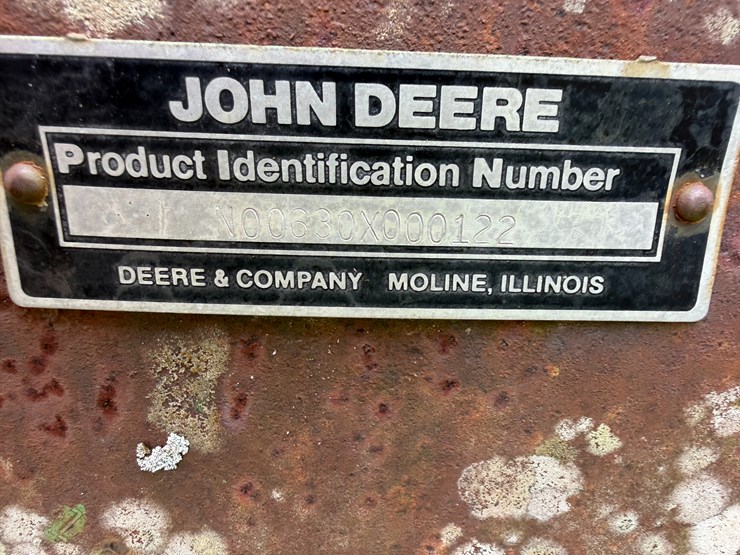 JOHN DEERE
Product Identification Number
N00630X000122
DEERE & COMPANY MOLINE, ILLINOIS